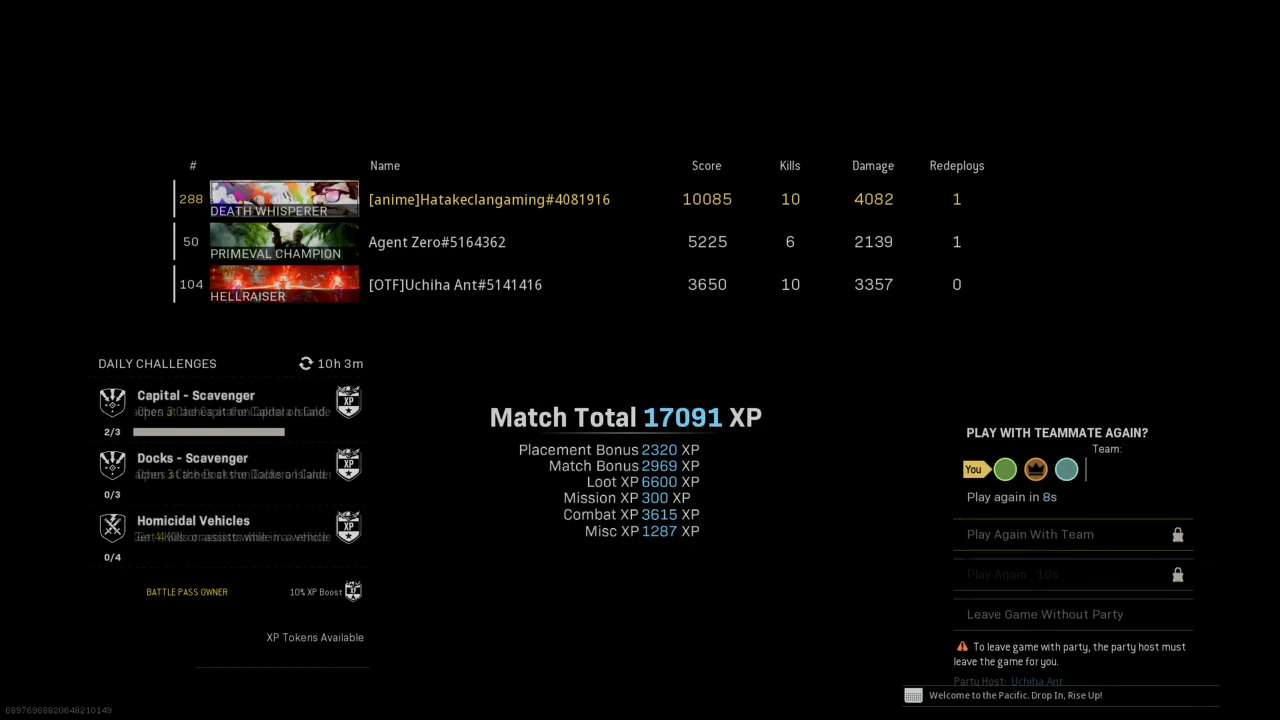 # Name Score Kills Damage Redeploys
288 DEATH WHISPERER [anime]Hatakeclangaming#4081916 10085 10 4082 1
50 PRIMEVAL CHAMPION Agent Zero#5164362 5225 6 2139 1
104 HELLRAISER [OTF]Uchiha Ant#5141416 3650 10 3357 0
DAILY CHALLENGES 10h 3m
Capital - Scavenger
XP
2/3
Docks - Scavenger
XP
0/3
Homicidal Vehicles
XP
0/4
BATTLE PASS OWNER 10% XP Boost
XP Tokens Available
Match Total 17091 XP
Placement Bonus 2320 XP
Match Bonus 2969 XP
Loot XP 6600 XP
Mission XP 300 XP
Combat XP 3615 XP
Misc XP 1287 XP
PLAY WITH TEAMMATE AGAIN?
Team:
You
Play again in 8s
Play Again With Team
Play Again 10s
Leave Game Without Party
To leave game with party, the party host must
leave the game for you.
Party Host: Uchiha Ant
Welcome to the Pacific. Drop In, Rise Up!
68976968820648210149